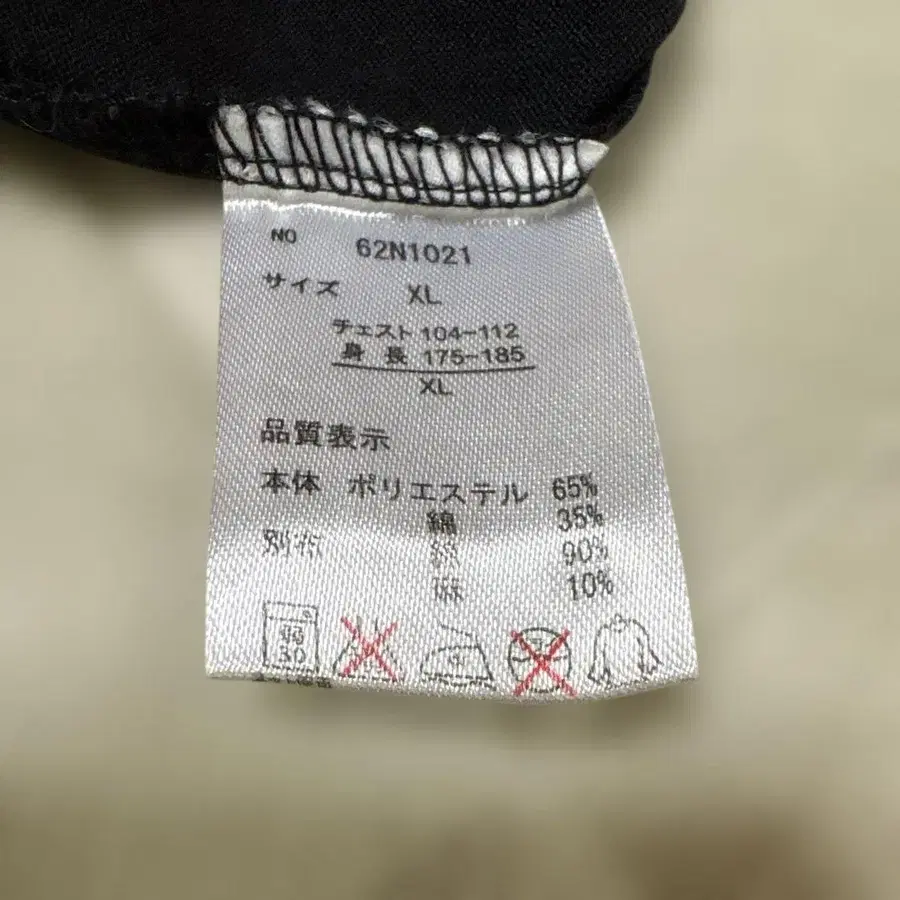 NO 62N1021
サイズ XL
チェスト 104-112
身長 175-185
XL
品質表示
本体 ポリエステル 65%
綿 35%
別布 90%
麻 10%
弱
30